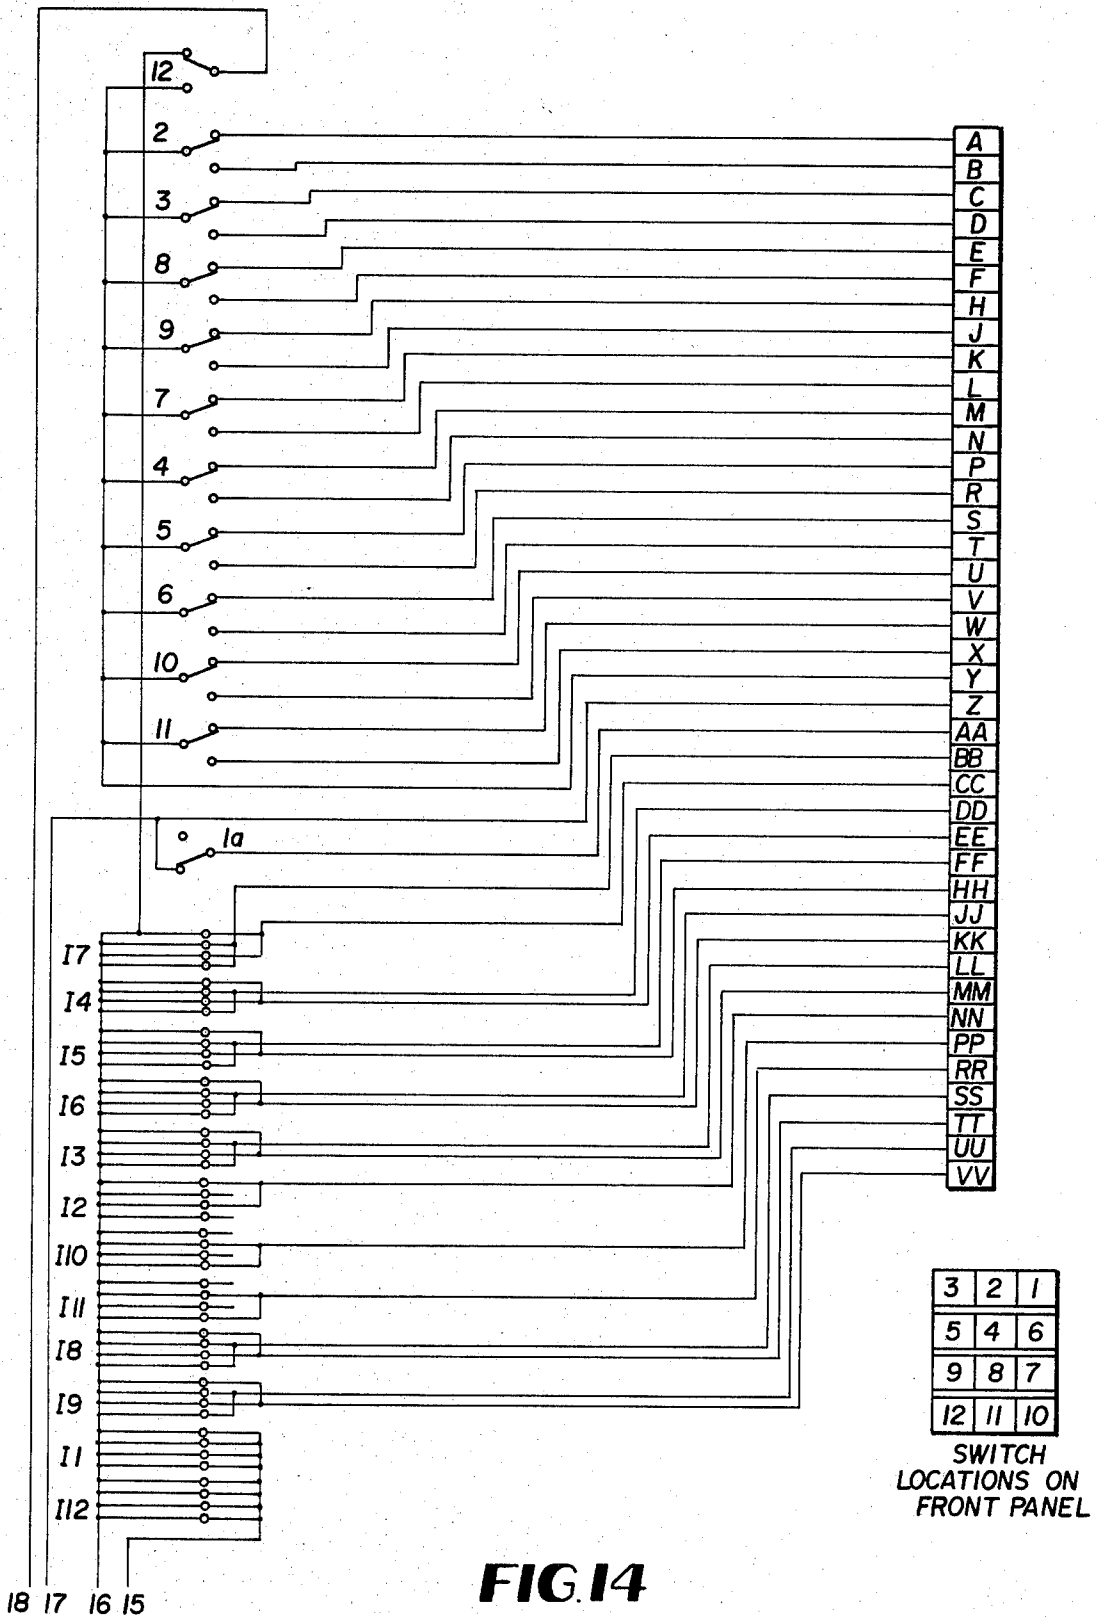 12
2
3
8
9
7
4
5
6
10
11
1a
A
B
C
D
E
F
H
J
K
L
M
N
P
R
S
T
U
V
W
X
Y
Z
AA
BB
CC
DD
EE
FF
HH
JJ
KK
LL
MM
NN
PP
RR
SS
TT
UU
VV
I7
I4
I5
I6
I3
I2
I10
I11
I8
I9
I1
I12
3 2 1
5 4 6
9 8 7
12 11 10
SWITCH
LOCATIONS ON
FRONT PANEL
18 17 16 15
FIG.14